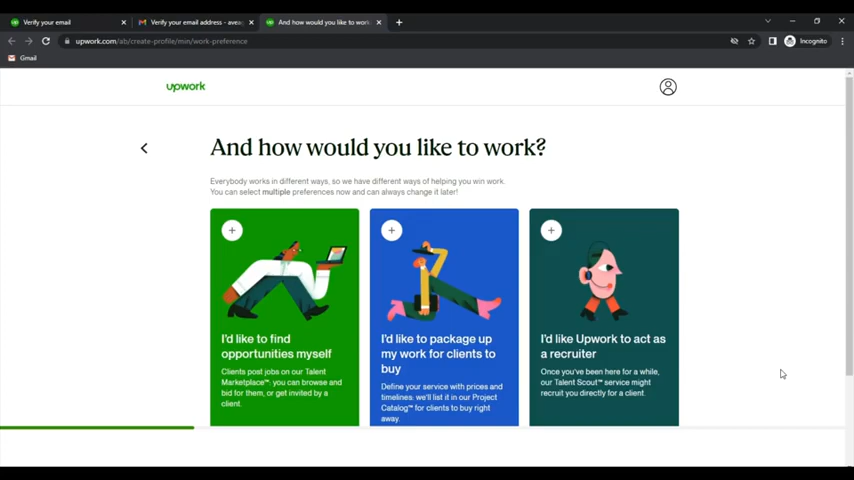 Verify your email
Verify your email address - aveag
And how would you like to work
upwork.com/ab/create-profile/min/work-preference
Incognito
Gmail
upwork
And how would you like to work?
Everybody works in different ways, so we have different ways of helping you win work.
You can select multiple preferences now and can always change it later!
I'd like to find
opportunities myself
Clients post jobs on our Talent
Marketplace™. you can browse and
bid for them, or get invited by a
client.
I'd like to package up
my work for clients to
buy
Define your service with prices and
timelines: we'll list it in our Project
Catalog™ for clients to buy right
away.
I'd like Upwork to act as
a recruiter
Once you've been here for a while,
our Talent Scout™ service might
recruit you directly for a client.